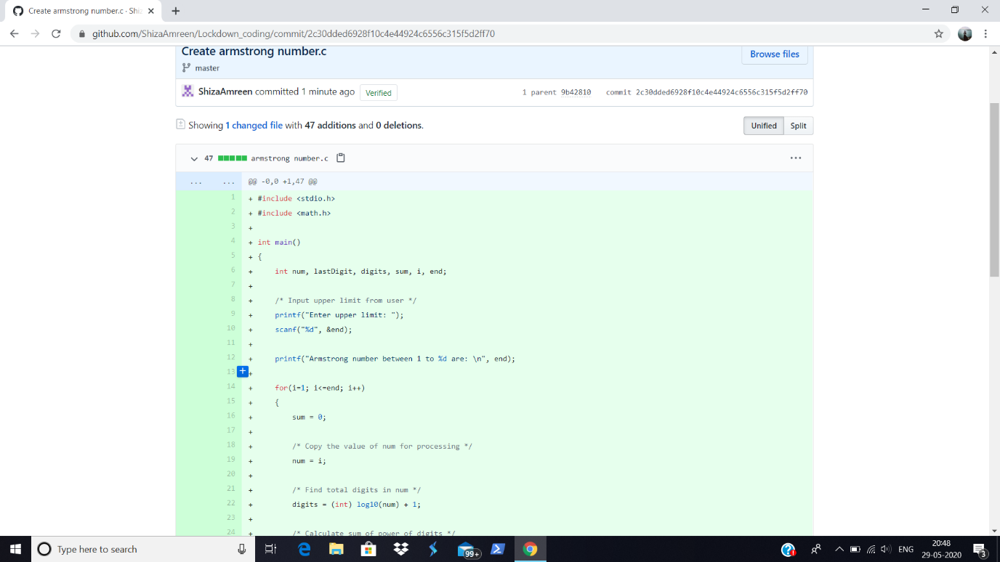 Create armstrong number.c · Shiz
github.com/ShizaAmreen/Lockdown_coding/commit/2c30dded6928f10c4e44924c6556c315f5d2ff70
Create armstrong number.c
Browse files
master
ShizaAmreen committed 1 minute ago Verified 1 parent 9b42810 commit 2c30dded6928f10c4e44924c6556c315f5d2ff70
Showing 1 changed file with 47 additions and 0 deletions. Unified Split
47 armstrong number.c ...
... ... @@ -0,0 +1,47 @@
1 + #include <stdio.h>
2 + #include <math.h>
3 +
4 + int main()
5 + {
6 + int num, lastDigit, digits, sum, i, end;
7 +
8 + /* Input upper limit from user */
9 + printf("Enter upper limit: ");
10 + scanf("%d", &end);
11 +
12 + printf("Armstrong number between 1 to %d are: \n", end);
13 +
14 + for(i=1; i<=end; i++)
15 + {
16 + sum = 0;
17 +
18 + /* Copy the value of num for processing */
19 + num = i;
20 +
21 + /* Find total digits in num */
22 + digits = (int) log10(num) + 1;
23 +
24 + /* Calculate sum of power of digits */
Type here to search
99+
ENG
20:48
29-05-2020
3